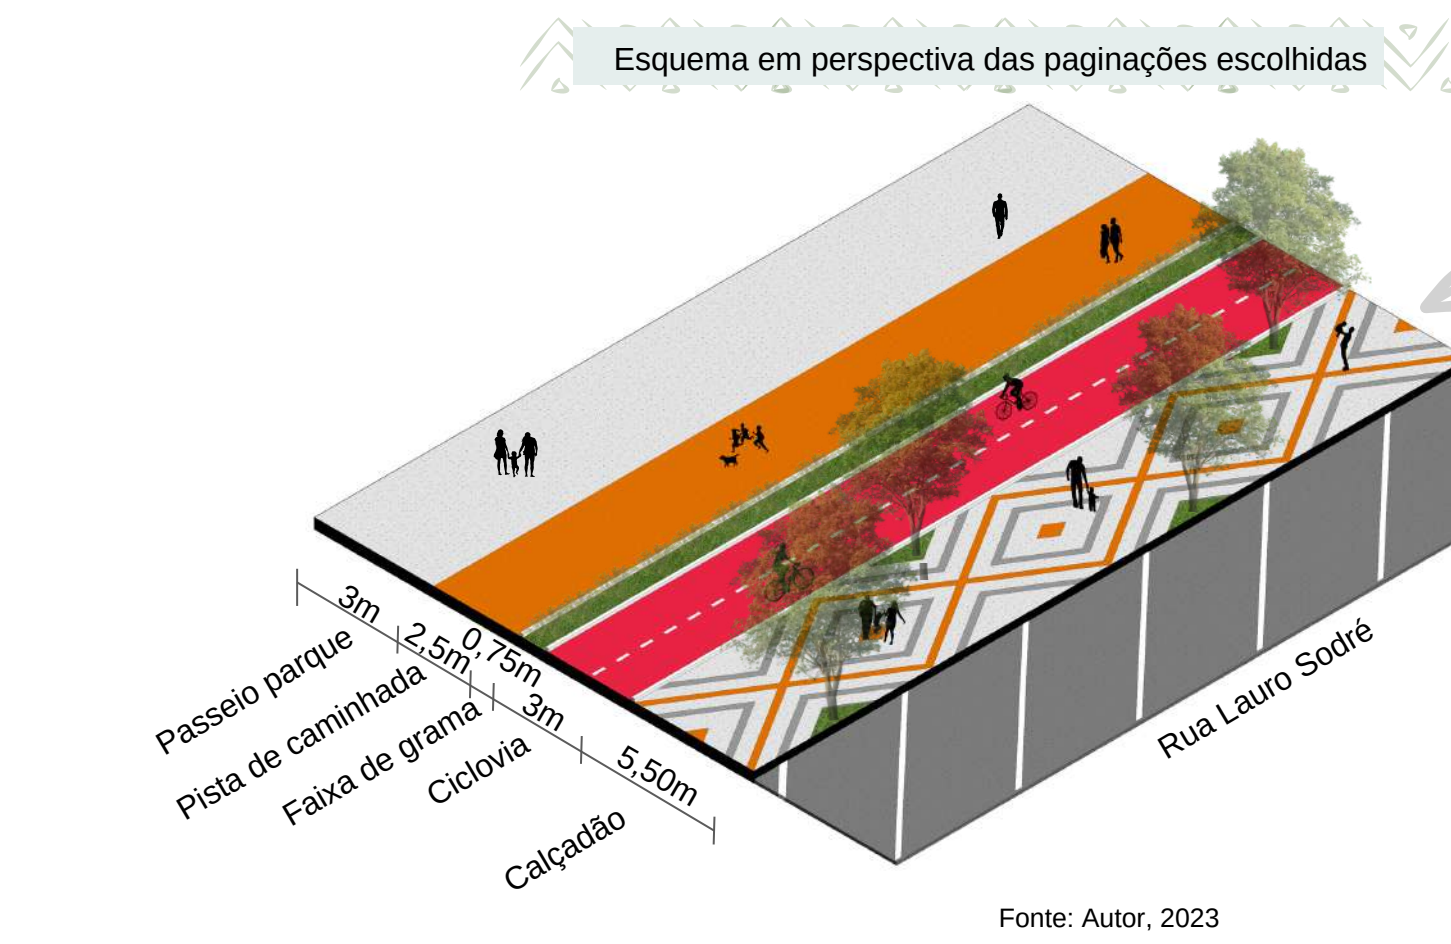 Esquema em perspectiva das paginações escolhidas
3m
2,5m
0,75m
3m
5,50m
Passeio parque
Pista de caminhada
Faixa de grama
Ciclovia
Calçadão
Rua Lauro Sodré
Fonte: Autor, 2023